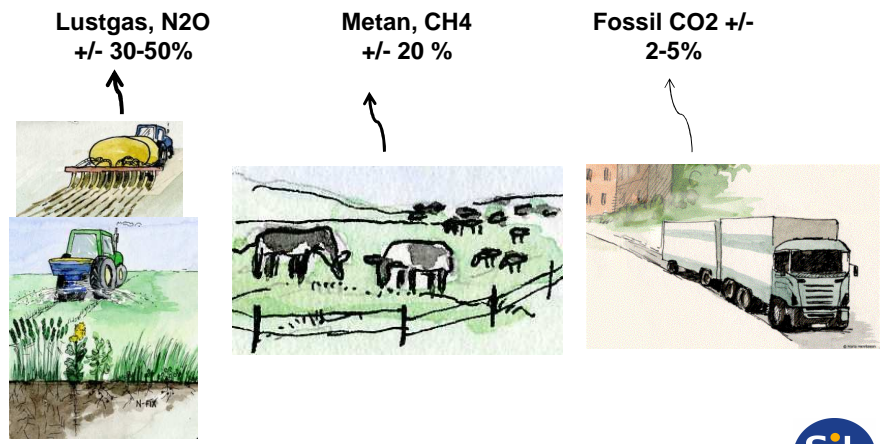 Lustgas, N2O
+/- 30-50%
Metan, CH4
+/- 20 %
Fossil CO2 +/-
2-5%
N-FIX